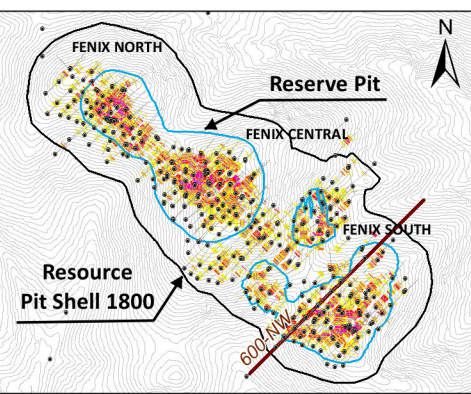 FENIX NORTH
N
Reserve Pit
FENIX CENTRAL
FENIX SOUTH
Resource
Pit Shell 1800
600-NW